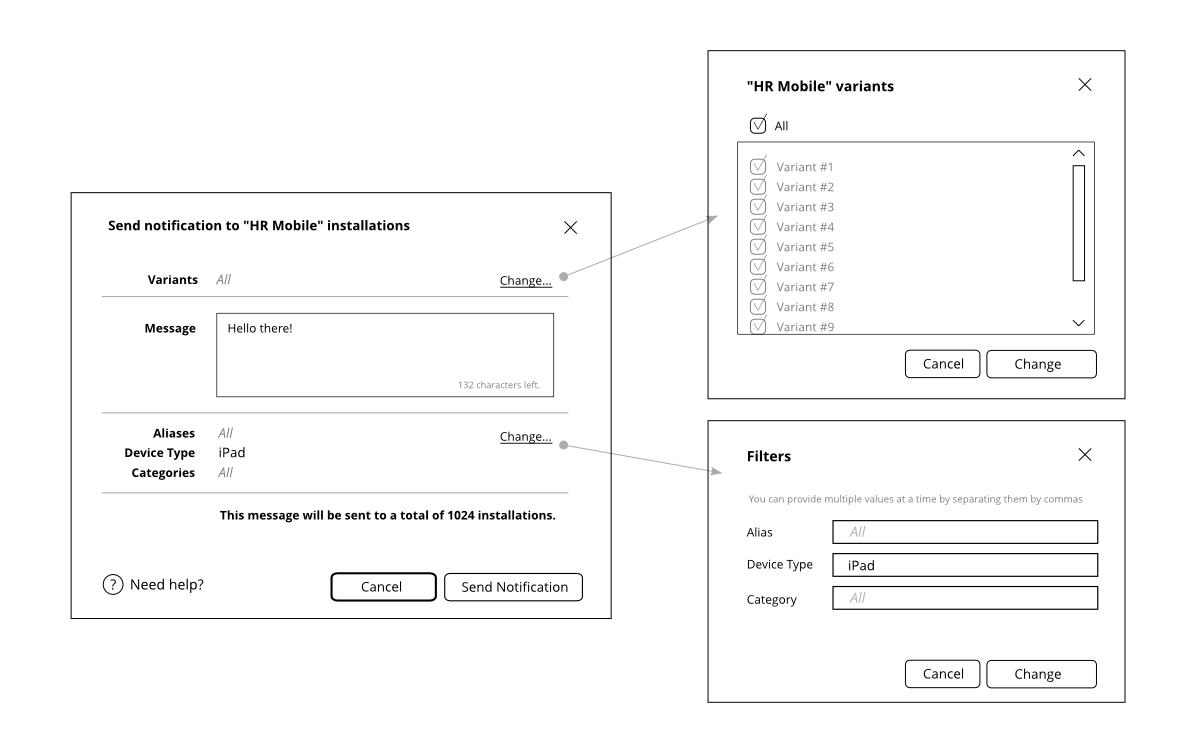 Send notification to "HR Mobile" installations
Variants All Change...
Message Hello there!
132 characters left.
Aliases All Change...
Device Type iPad
Categories All
This message will be sent to a total of 1024 installations.
? Need help? Cancel Send Notification
"HR Mobile" variants
All
Variant #1
Variant #2
Variant #3
Variant #4
Variant #5
Variant #6
Variant #7
Variant #8
Variant #9
Cancel Change
Filters
You can provide multiple values at a time by separating them by commas
Alias All
Device Type iPad
Category All
Cancel Change